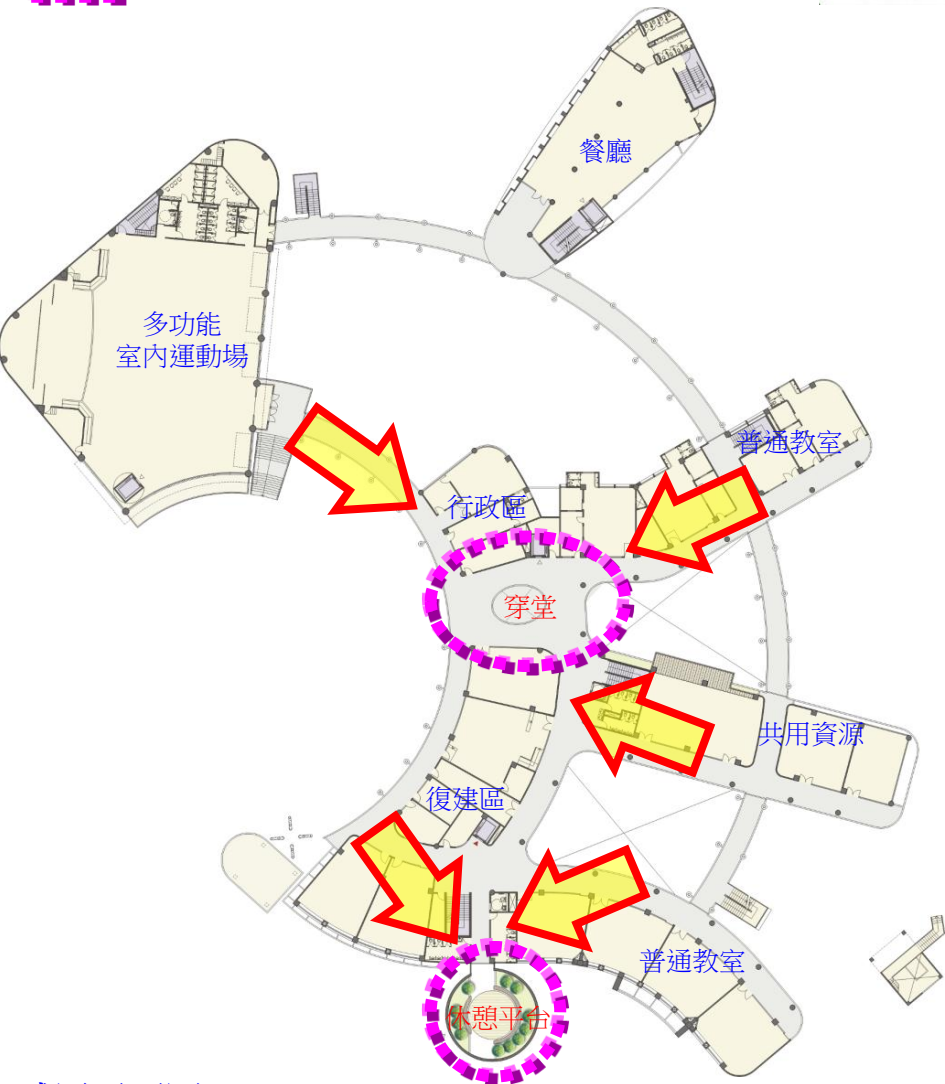 餐廳
多功能
室內運動場
普通教室
行政區
穿堂
共用資源
復建區
普通教室
休憩平台